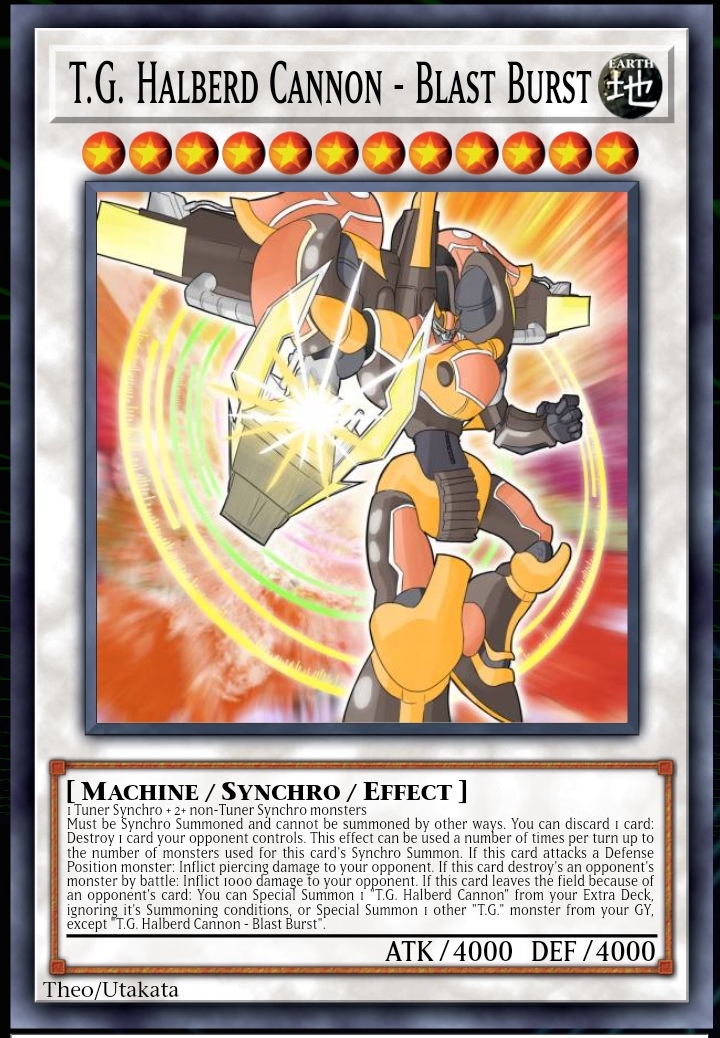 T.G. Halberd Cannon - Blast Burst
EARTH
地
[ Machine / Synchro / Effect ]
1 Tuner Synchro + 2+ non-Tuner Synchro monsters
Must be Synchro Summoned and cannot be summoned by other ways. You can discard 1 card:
Destroy 1 card your opponent controls. This effect can be used a number of times per turn up to
the number of monsters used for this card's Synchro Summon. If this card attacks a Defense
Position monster: Inflict piercing damage to your opponent. If this card destroy's an opponent's
monster by battle: Inflict 1000 damage to your opponent. If this card leaves the field because of
an opponent's card: You can Special Summon 1 "T.G. Halberd Cannon" from your Extra Deck,
ignoring it's Summoning conditions, or Special Summon 1 other "T.G." monster from your GY,
except "T.G. Halberd Cannon - Blast Burst".
ATK / 4000 DEF / 4000
Theo/Utakata